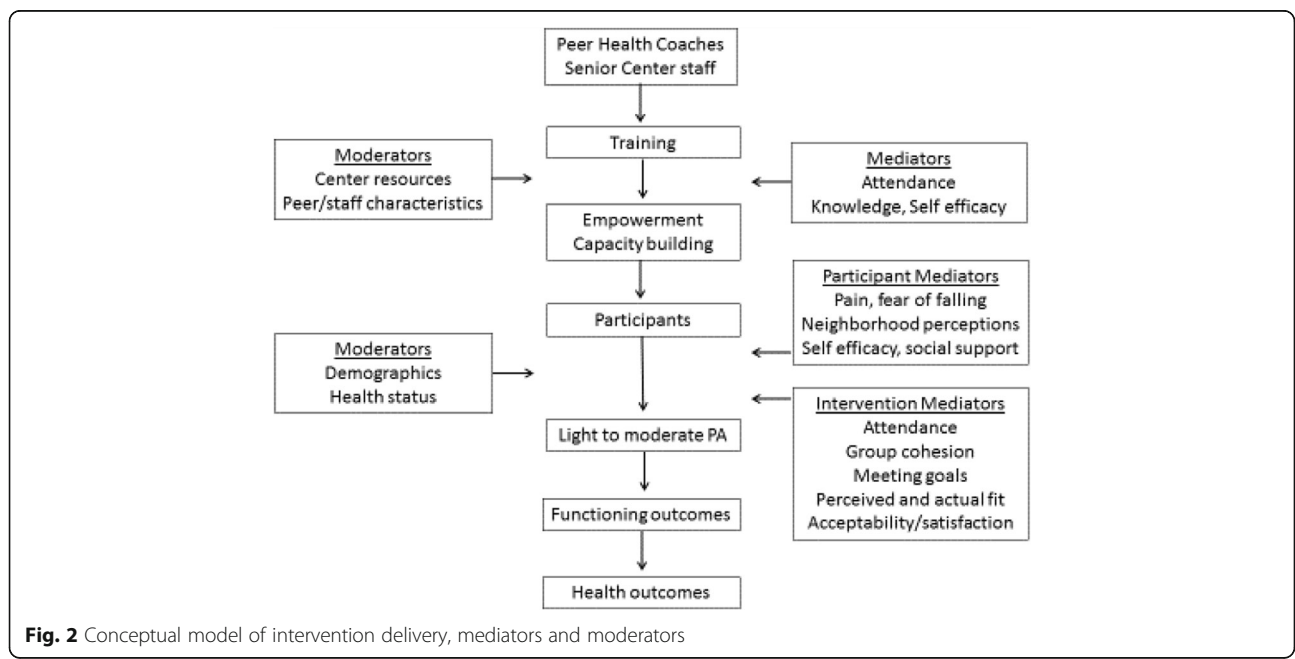 Peer Health Coaches
Senior Center staff
Training
Moderators
Center resources
Peer/staff characteristics
Mediators
Attendance
Knowledge, Self efficacy
Empowerment
Capacity building
Participant Mediators
Pain, fear of falling
Neighborhood perceptions
Self efficacy, social support
Participants
Moderators
Demographics
Health status
Intervention Mediators
Attendance
Group cohesion
Meeting goals
Perceived and actual fit
Acceptability/satisfaction
Light to moderate PA
Functioning outcomes
Health outcomes
Fig. 2 Conceptual model of intervention delivery, mediators and moderators